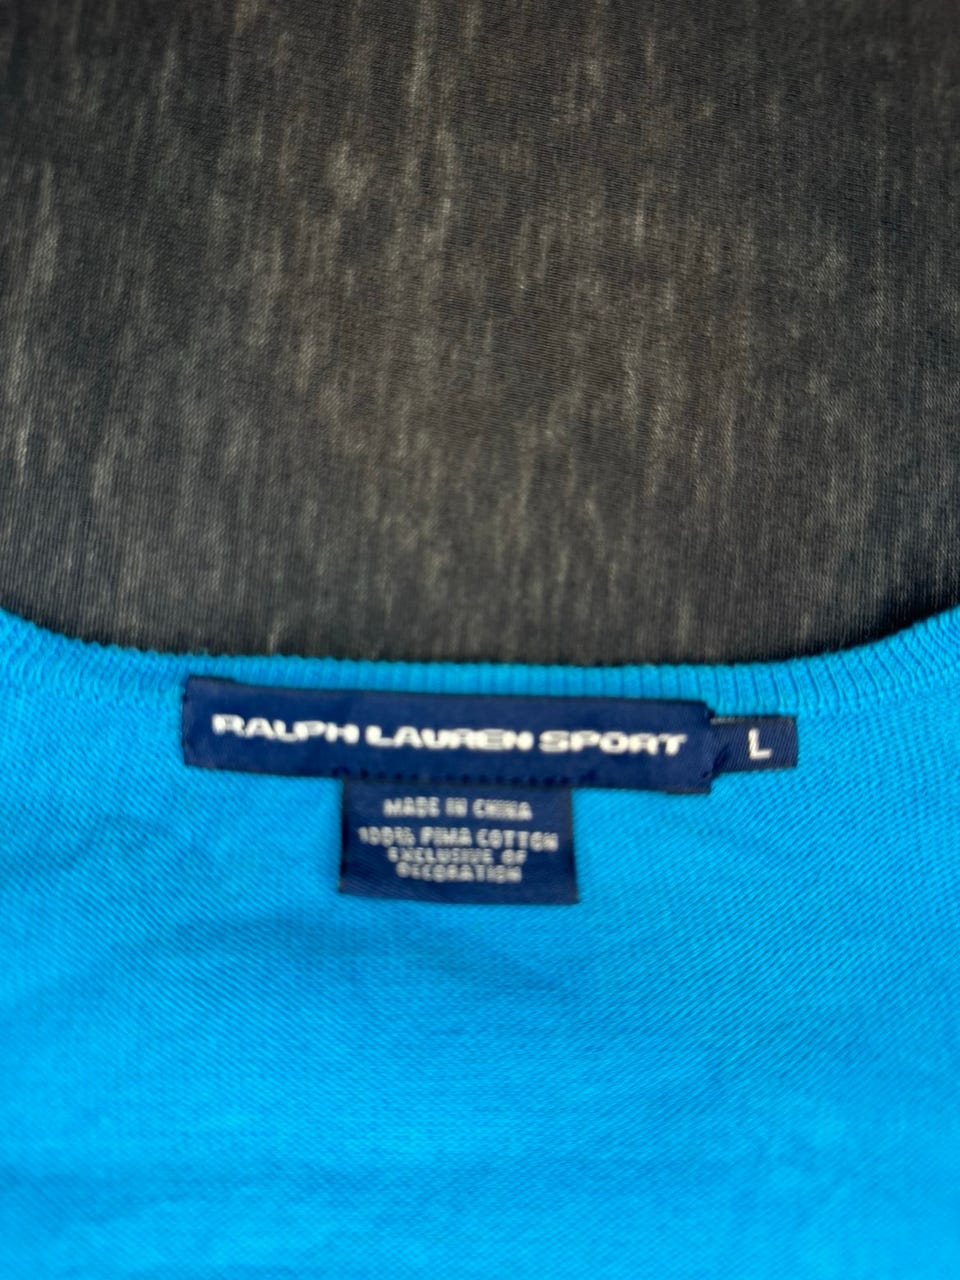 RALPH LAUREN SPORT
L
MADE IN CHINA
100% PIMA COTTON
EXCLUSIVE OF
DECORATION